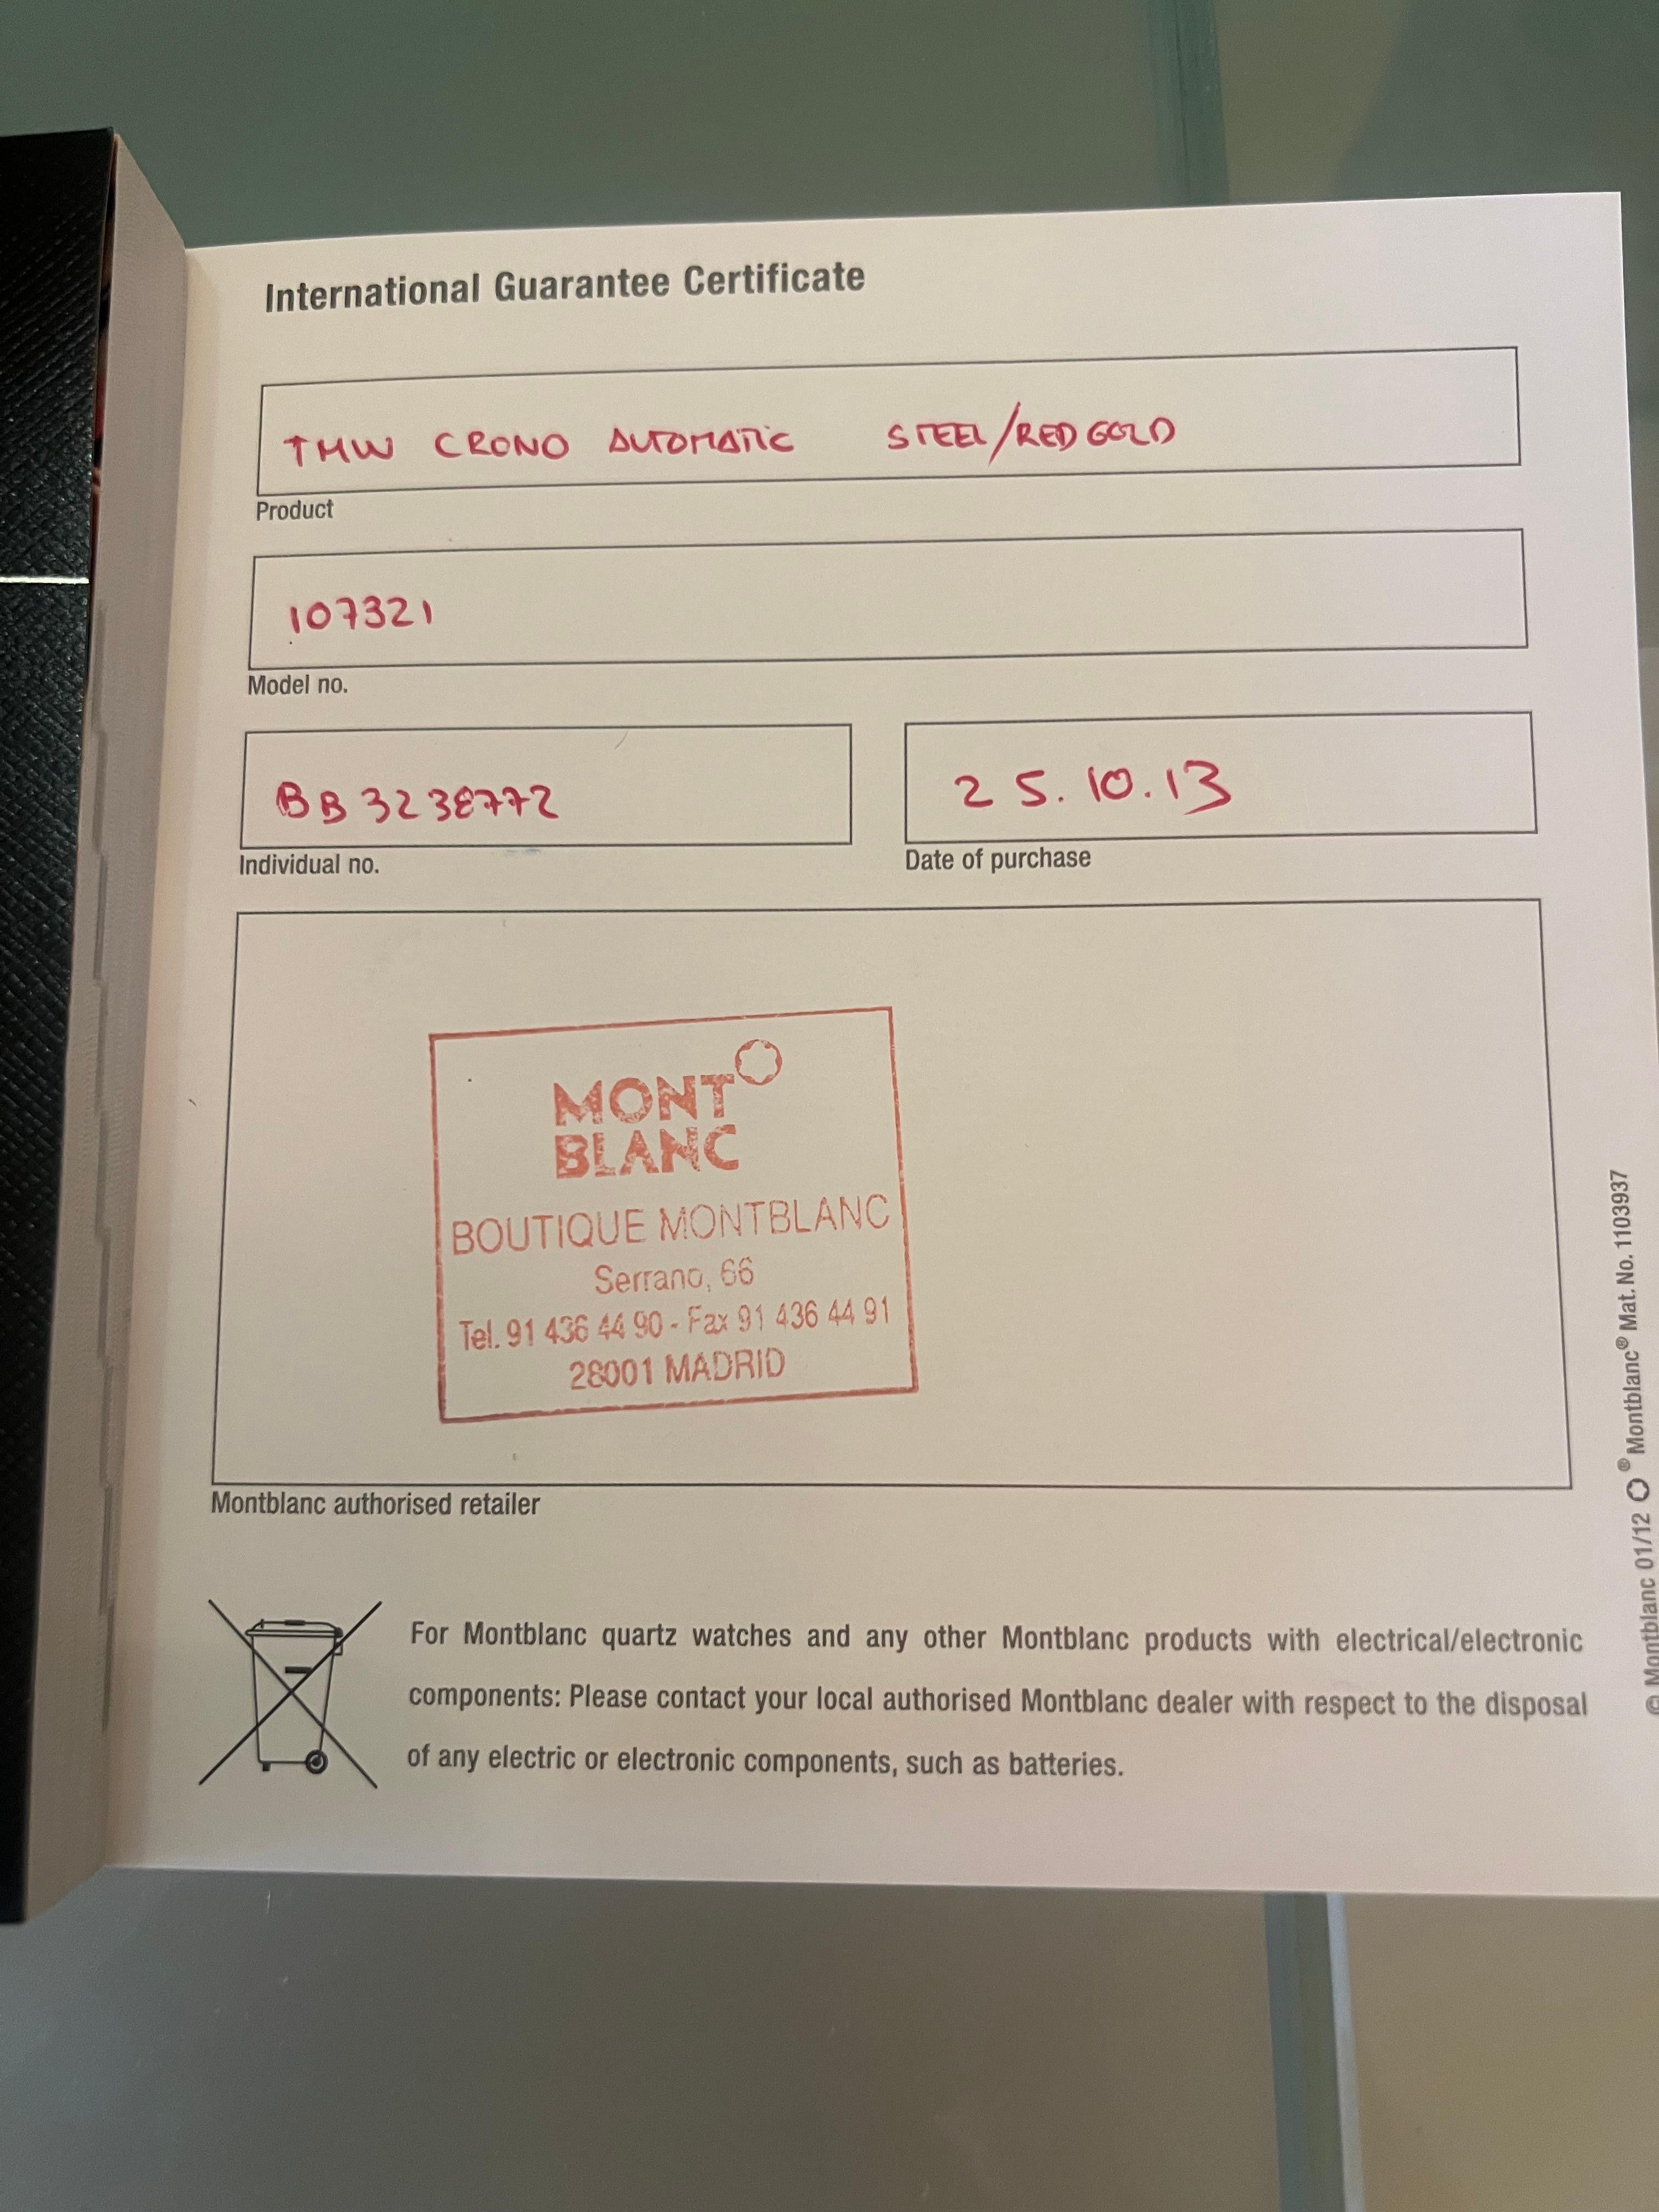 International Guarantee Certificate
TMW CRONO AUTOMATIC STEEL/RED GOLD
Product
107321
Model no.
BB3238772
Individual no.
25.10.13
Date of purchase
MONT
BLANC
BOUTIQUE MONTBLANC
Serrano, 66
Tel. 91 436 44 90 - Fax 91 436 44 91
28001 MADRID
Montblanc authorised retailer
For Montblanc quartz watches and any other Montblanc products with electrical/electronic
components: Please contact your local authorised Montblanc dealer with respect to the disposal
of any electric or electronic components, such as batteries.
© Montblanc 01/12 ® Montblanc® Mat. No. 1103937